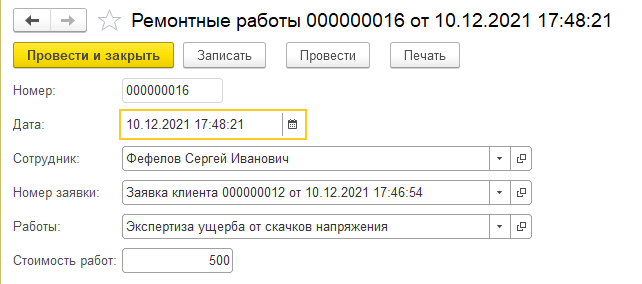 Ремонтные работы 000000016 от 10.12.2021 17:48:21
Провести и закрыть Записать Провести Печать
Номер: 000000016
Дата: 10.12.2021 17:48:21
Сотрудник: Фефелов Сергей Иванович
Номер заявки: Заявка клиента 000000012 от 10.12.2021 17:46:54
Работы: Экспертиза ущерба от скачков напряжения
Стоимость работ: 500